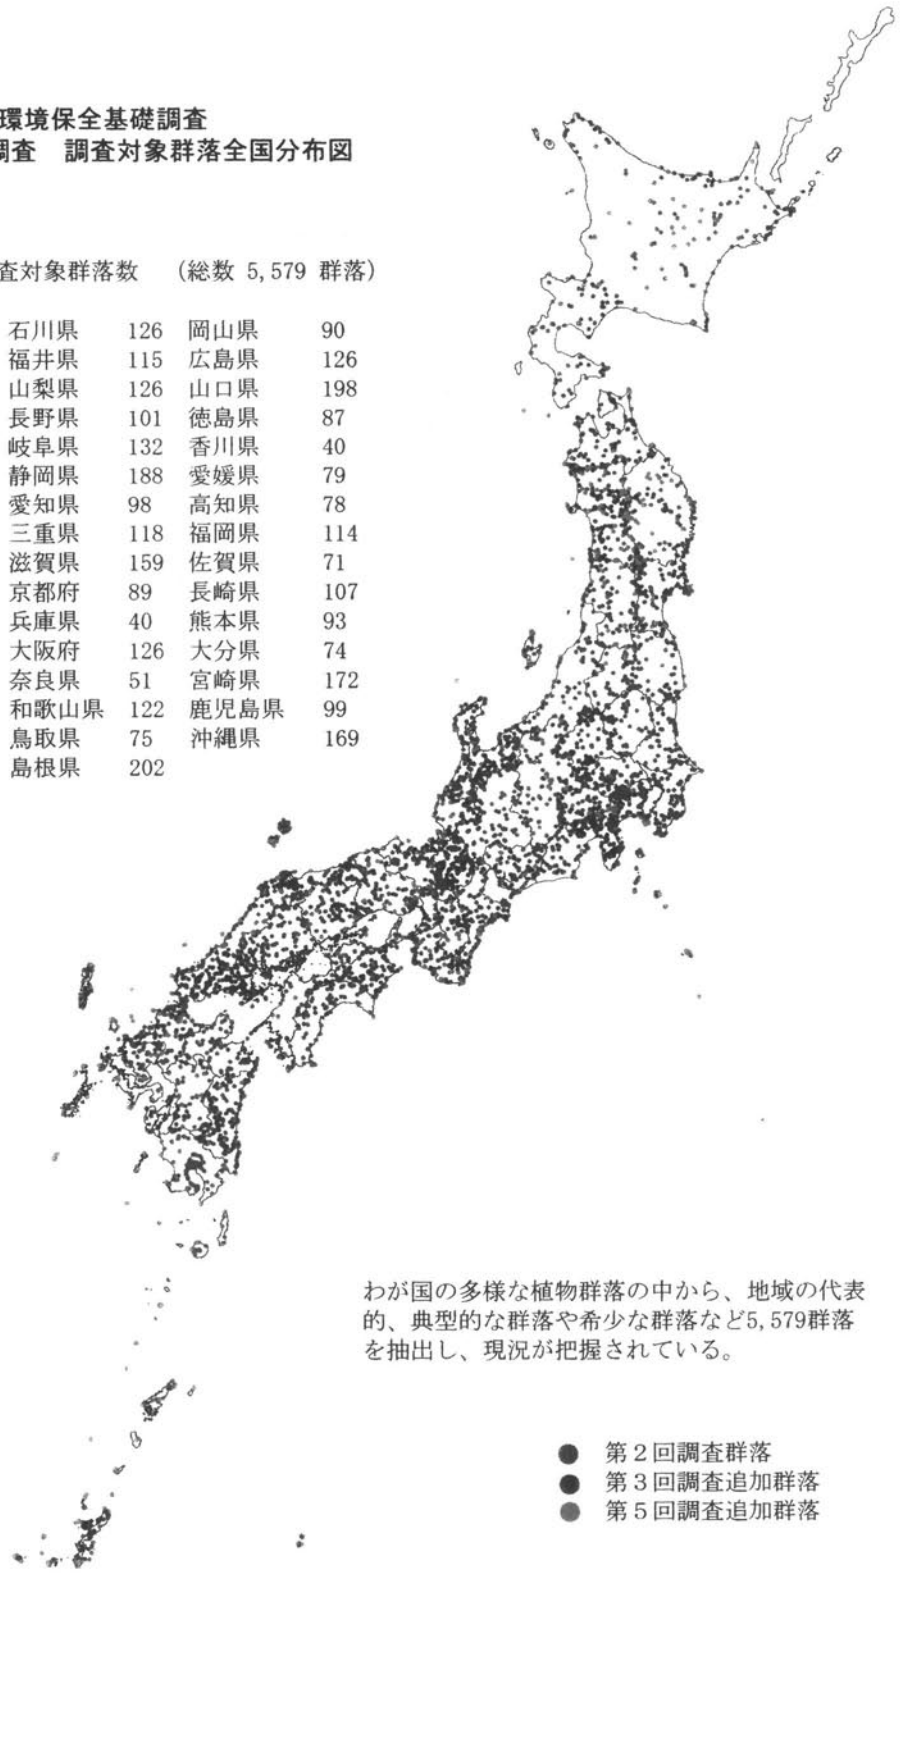 環境保全基礎調査
調査 調査対象群落全国分布図
査対象群落数 (総数 5,579 群落)
石川県 126 岡山県 90
福井県 115 広島県 126
山梨県 126 山口県 198
長野県 101 徳島県 87
岐阜県 132 香川県 40
静岡県 188 愛媛県 79
愛知県 98 高知県 78
三重県 118 福岡県 114
滋賀県 159 佐賀県 71
京都府 89 長崎県 107
兵庫県 40 熊本県 93
大阪府 126 大分県 74
奈良県 51 宮崎県 172
和歌山県 122 鹿児島県 99
鳥取県 75 沖縄県 169
島根県 202
わが国の多様な植物群落の中から、地域の代表
的、典型的な群落や希少な群落など5,579群落
を抽出し、現況が把握されている。
● 第2回調査群落
● 第3回調査追加群落
● 第5回調査追加群落